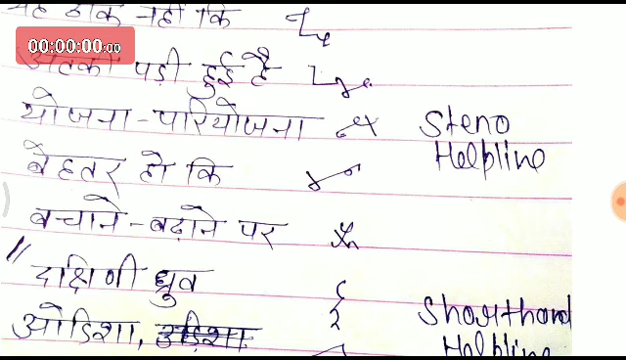 00:00:00.00
यह ठीक नहीं कि
अटकी पड़ी हुई है
योजना-परियोजना
Steno
Helpline
बेहतर हो कि
बचाने-बढ़ाने पर
दक्षिणी ध्रुव
ओडिशा, उड़िशा
Shorthand
Helpline